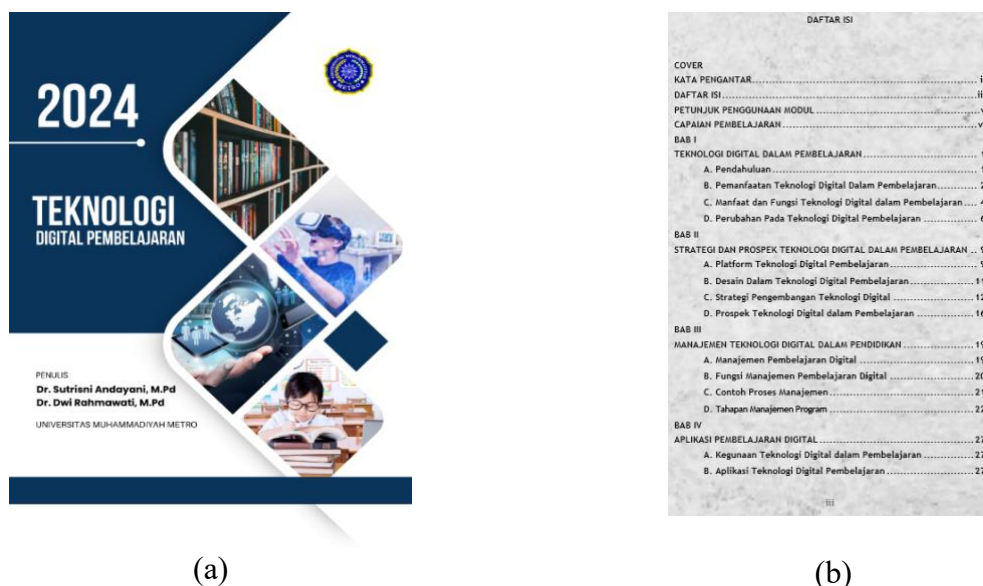 2024
TEKNOLOGI
DIGITAL PEMBELAJARAN
PENULIS
Dr. Sutrisni Andayani, M.Pd
Dr. Dwi Rahmawati, M.Pd
UNIVERSITAS MUHAMMADIYAH METRO
(a)
DAFTAR ISI
COVER
KATA PENGANTAR
DAFTAR ISI
PETUNJUK PENGGUNAAN MODUL
CAPAIAN PEMBELAJARAN
BAB I
TEKNOLOGI DIGITAL DALAM PEMBELAJARAN
A. Pendahuluan
B. Pemanfaatan Teknologi Digital Dalam Pembelajaran
C. Manfaat dan Fungsi Teknologi Digital dalam Pembelajaran
D. Perubahan Pada Teknologi Digital Pembelajaran
BAB II
STRATEGI DAN PROSPEK TEKNOLOGI DIGITAL DALAM PEMBELAJARAN
A. Platform Teknologi Digital Pembelajaran
B. Desain Dalam Teknologi Digital Pembelajaran
C. Strategi Pengembangan Teknologi Digital
D. Prospek Teknologi Digital dalam Pembelajaran
BAB III
MANAJEMEN TEKNOLOGI DIGITAL DALAM PENDIDIKAN
A. Manajemen Pembelajaran Digital
B. Fungsi Manajemen Pembelajaran Digital
C. Contoh Proses Manajemen
D. Tahapan Manajemen Program
BAB IV
APLIKASI PEMBELAJARAN DIGITAL
A. Kegunaan Teknologi Digital dalam Pembelajaran
B. Aplikasi Teknologi Digital Pembelajaran
iii
(b)